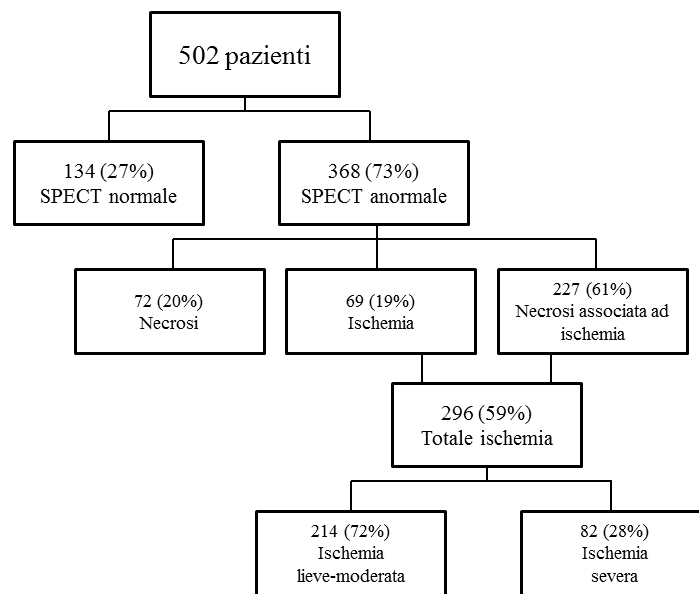 502 pazienti
134 (27%)
SPECT normale
368 (73%)
SPECT anormale
72 (20%)
Necrosi
69 (19%)
Ischemia
227 (61%)
Necrosi associata ad
ischemia
296 (59%)
Totale ischemia
214 (72%)
Ischemia
lieve-moderata
82 (28%)
Ischemia
severa